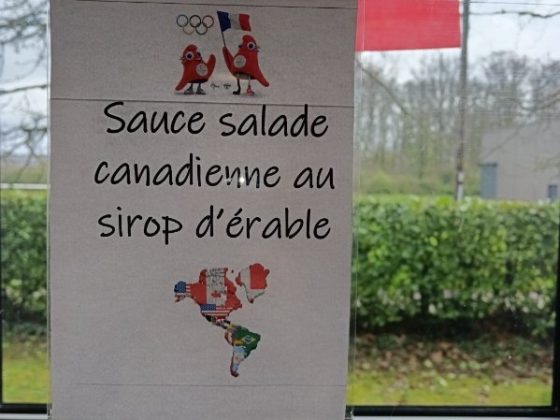 Sauce salade
canadienne au
sirop d'érable